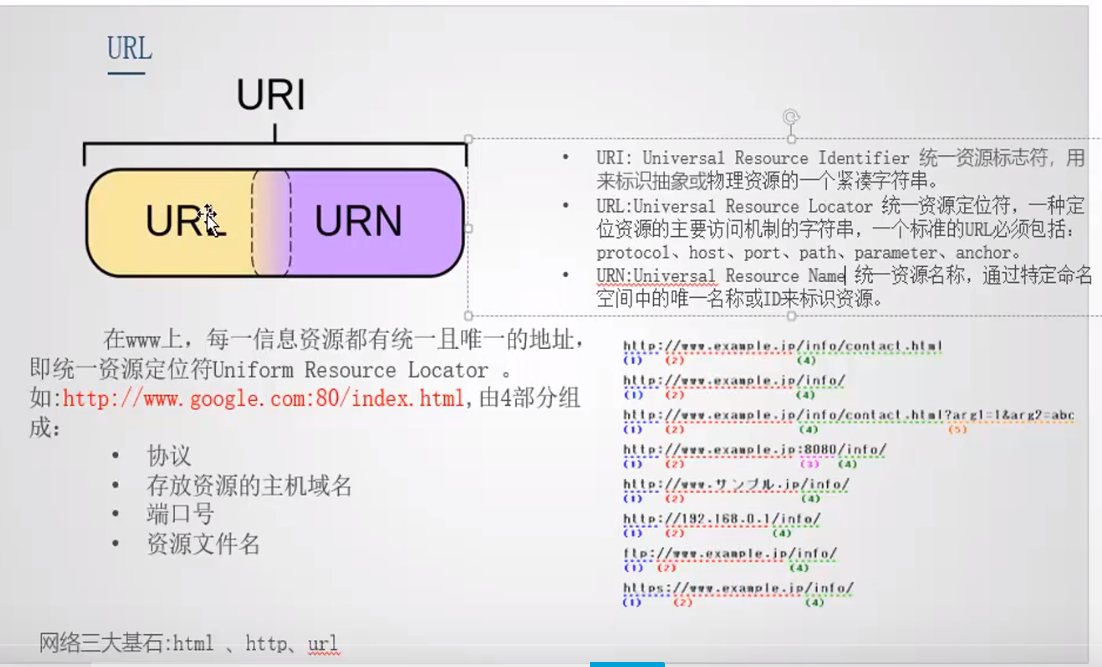 URL
URI
URL
URN
• URI: Universal Resource Identifier 统一资源标志符，用
来标识抽象或物理资源的一个紧凑字符串。
• URL:Universal Resource Locator 统一资源定位符，一种定
位资源的主要访问机制的字符串，一个标准的URL必须包括：
protocol、host、port、path、parameter、anchor。
• URN:Universal Resource Name 统一资源名称，通过特定命名
空间中的唯一名称或ID来标识资源。
在www上，每一信息资源都有统一且唯一的地址，
即统一资源定位符Uniform Resource Locator 。
如:http://www.google.com:80/index.html,由4部分组
成：
• 协议
• 存放资源的主机域名
• 端口号
• 资源文件名
http://www.example.jp/info/contact.html
(1) (2) (4)
http://www.example.jp/info/
(1) (2) (4)
http://www.example.jp/info/contact.html?arg1=1&arg2=abc
(1) (2) (4) (5)
http://www.example.jp:8080/info/
(1) (2) (3) (4)
http://www.サンプル.jp/info/
(1) (2) (4)
http://192.168.0.1/info/
(1) (2) (4)
ftp://www.example.jp/info/
(1) (2) (4)
https://www.example.jp/info/
(1) (2) (4)
网络三大基石:html 、http、url